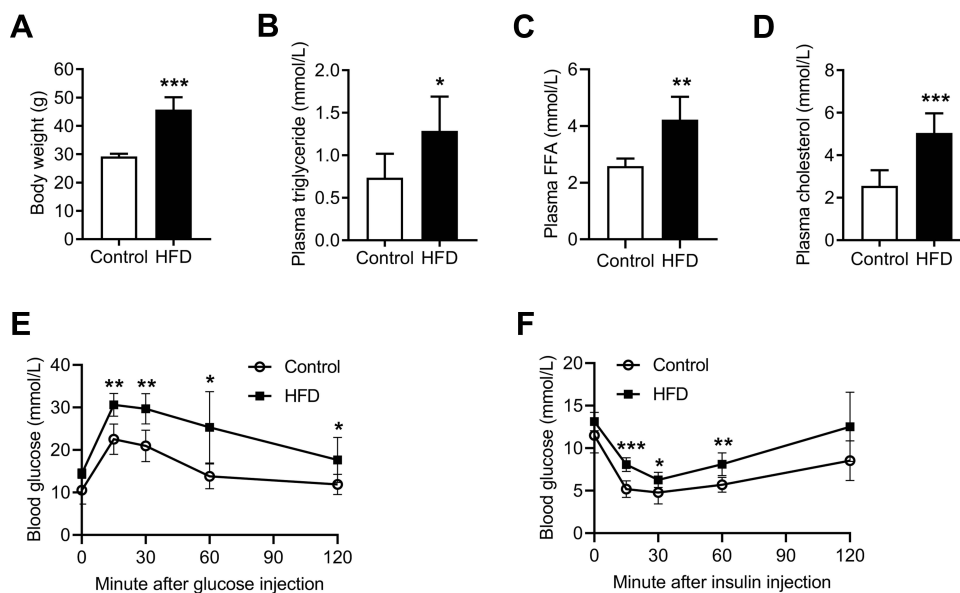 A
Body weight (g)
60
50
40
30
20
10
0
***
Control HFD
B
Plasma triglyceride (mmol/L)
2.0
1.5
1.0
0.5
0.0
*
Control HFD
C
Plasma FFA (mmol/L)
6
4
2
0
**
Control HFD
D
Plasma cholesterol (mmol/L)
8
6
4
2
0
***
Control HFD
E
Blood glucose (mmol/L)
40
30
20
10
0
Control
HFD
** ** * *
0 30 60 90 120
Minute after glucose injection
F
Blood glucose (mmol/L)
20
15
10
5
0
Control
HFD
*** * **
0 30 60 90 120
Minute after insulin injection